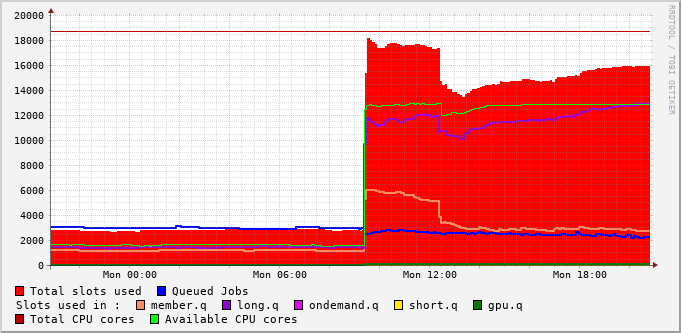 RRDTOOL / TOBI OETIKER
20000
18000
16000
14000
12000
10000
8000
6000
4000
2000
0
Mon 00:00 Mon 06:00 Mon 12:00 Mon 18:00
Total slots used Queued Jobs
Slots used in : member.q long.q ondemand.q short.q gpu.q
Total CPU cores Available CPU cores